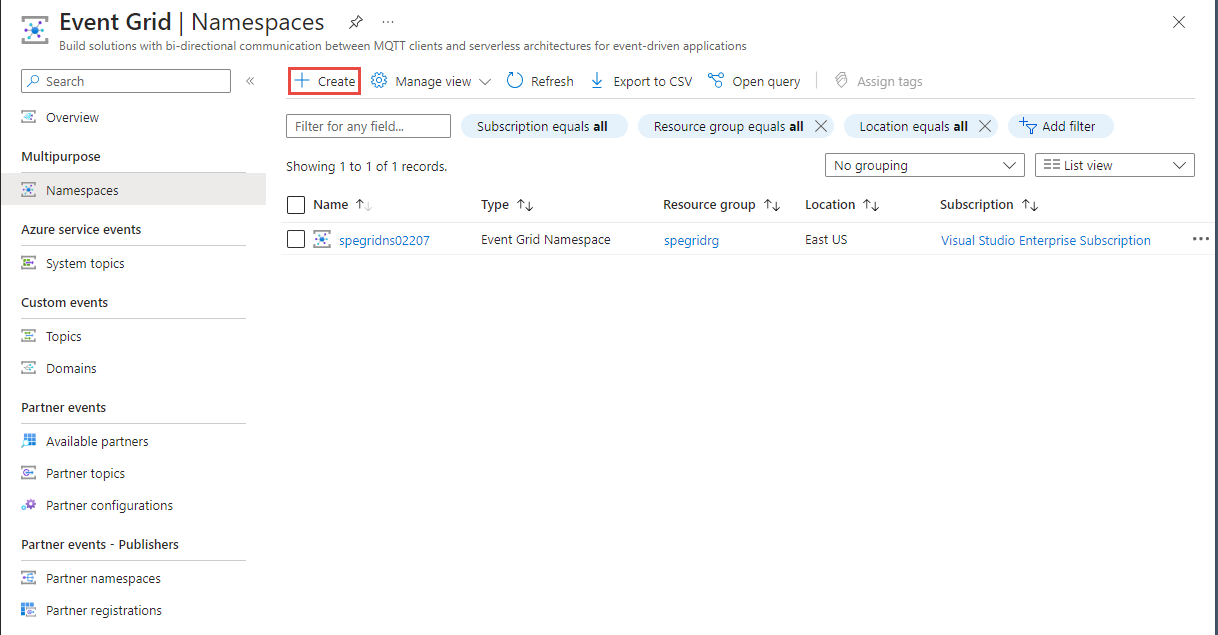 Event Grid | Namespaces
Build solutions with bi-directional communication between MQTT clients and serverless architectures for event-driven applications
Search
Create Manage view Refresh Export to CSV Open query Assign tags
Overview
Filter for any field... Subscription equals all Resource group equals all Location equals all Add filter
Multipurpose
Showing 1 to 1 of 1 records. No grouping List view
Namespaces
Name Type Resource group Location Subscription
Azure service events
spegridns02207 Event Grid Namespace spegridrg East US Visual Studio Enterprise Subscription
System topics
Custom events
Topics
Domains
Partner events
Available partners
Partner topics
Partner configurations
Partner events - Publishers
Partner namespaces
Partner registrations